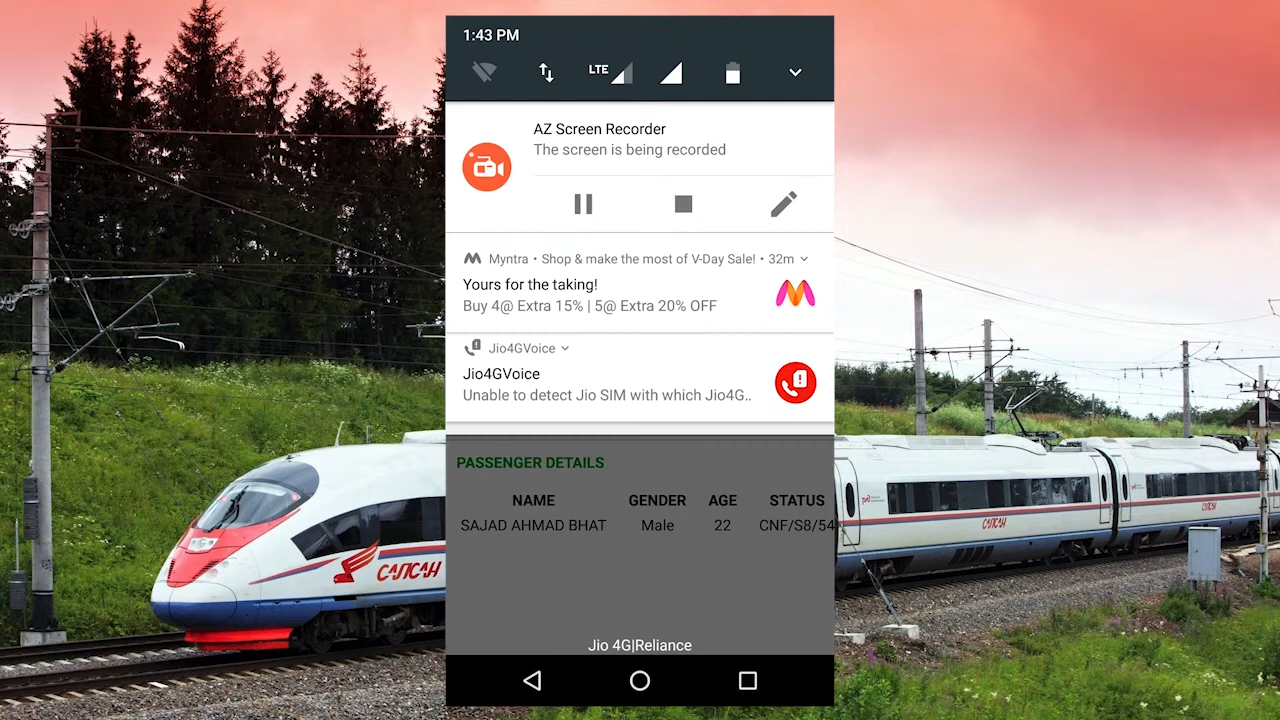 1:43 PM
LTE
AZ Screen Recorder
The screen is being recorded
Myntra • Shop & make the most of V-Day Sale! • 32m
Yours for the taking!
Buy 4@ Extra 15% | 5@ Extra 20% OFF
Jio4GVoice
Jio4GVoice
Unable to detect Jio SIM with which Jio4G..
PASSENGER DETAILS
NAME GENDER AGE STATUS
SAJAD AHMAD BHAT Male 22 CNF/S8/54
Jio 4G|Reliance
САПСАН
САПСАН
САПСАН